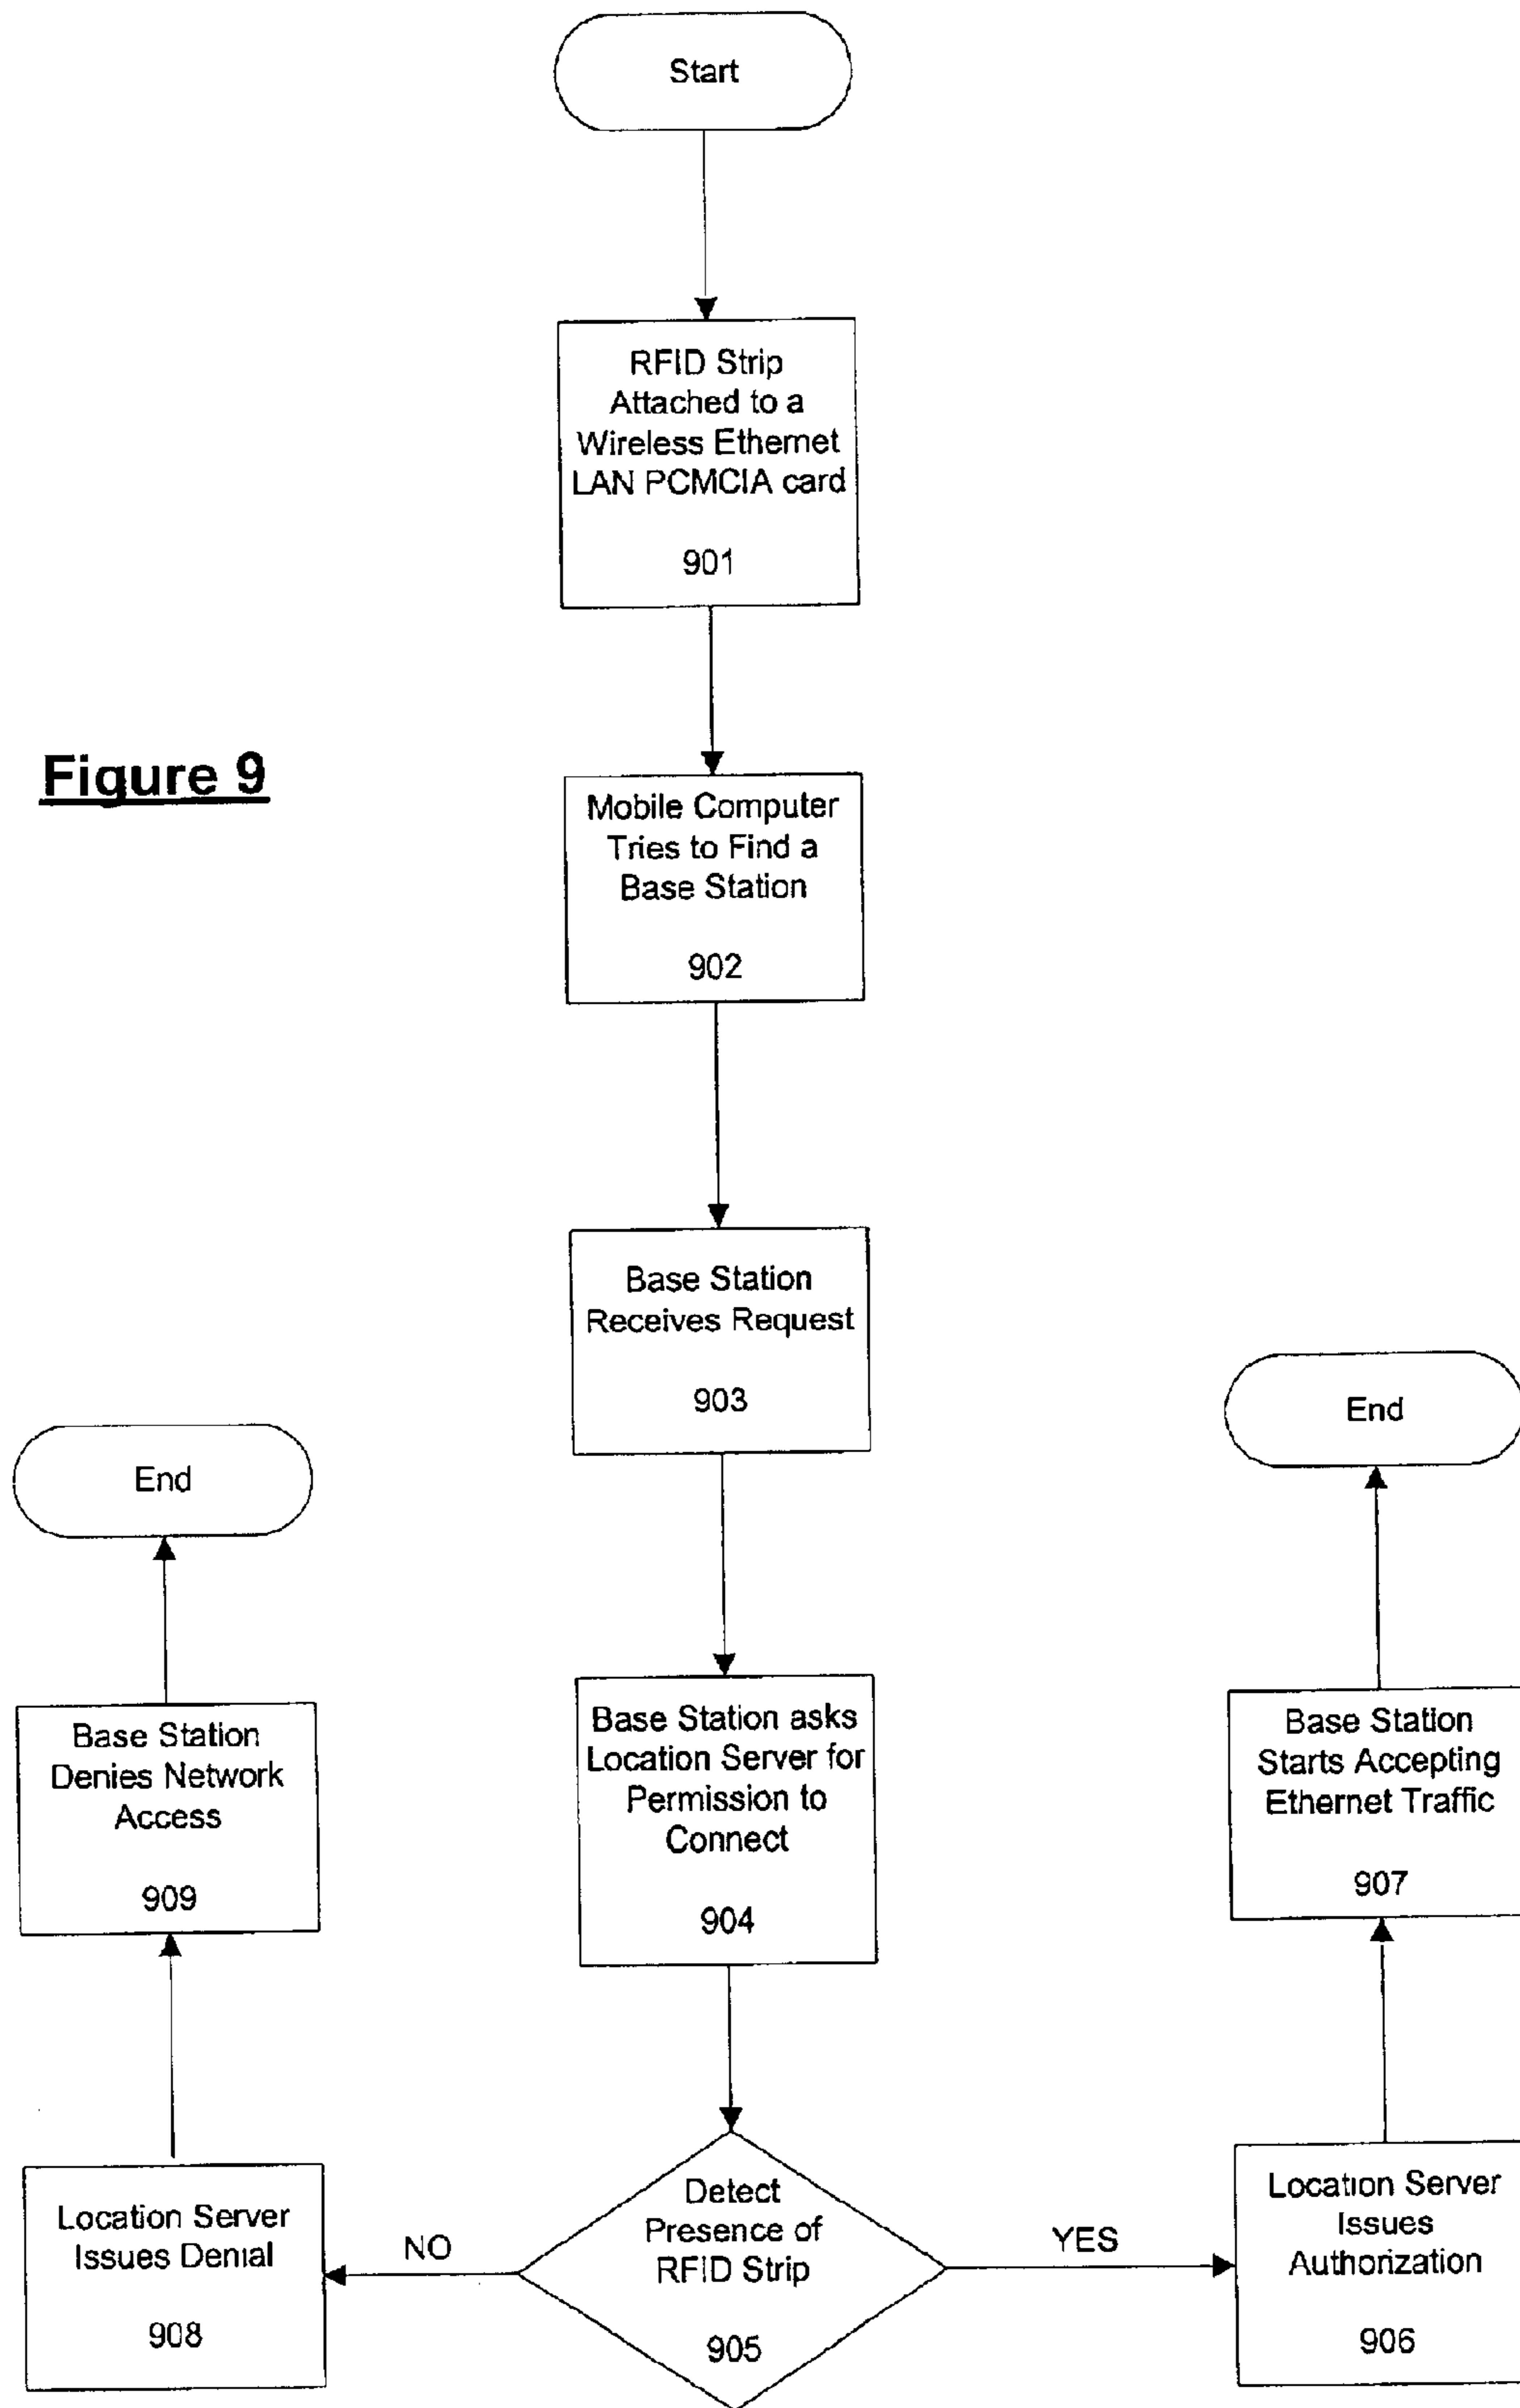 Start
RFID Strip
Attached to a
Wireless Ethernet
LAN PCMCIA card
901
Figure 9
Mobile Computer
Tries to Find a
Base Station
902
Base Station
Receives Request
903
End
End
Base Station asks
Location Server for
Permission to
Connect
904
Base Station
Denies Network
Access
909
Base Station
Starts Accepting
Ethernet Traffic
907
Detect
Presence of
RFID Strip
905
NO
YES
Location Server
Issues Denial
908
Location Server
Issues
Authorization
906